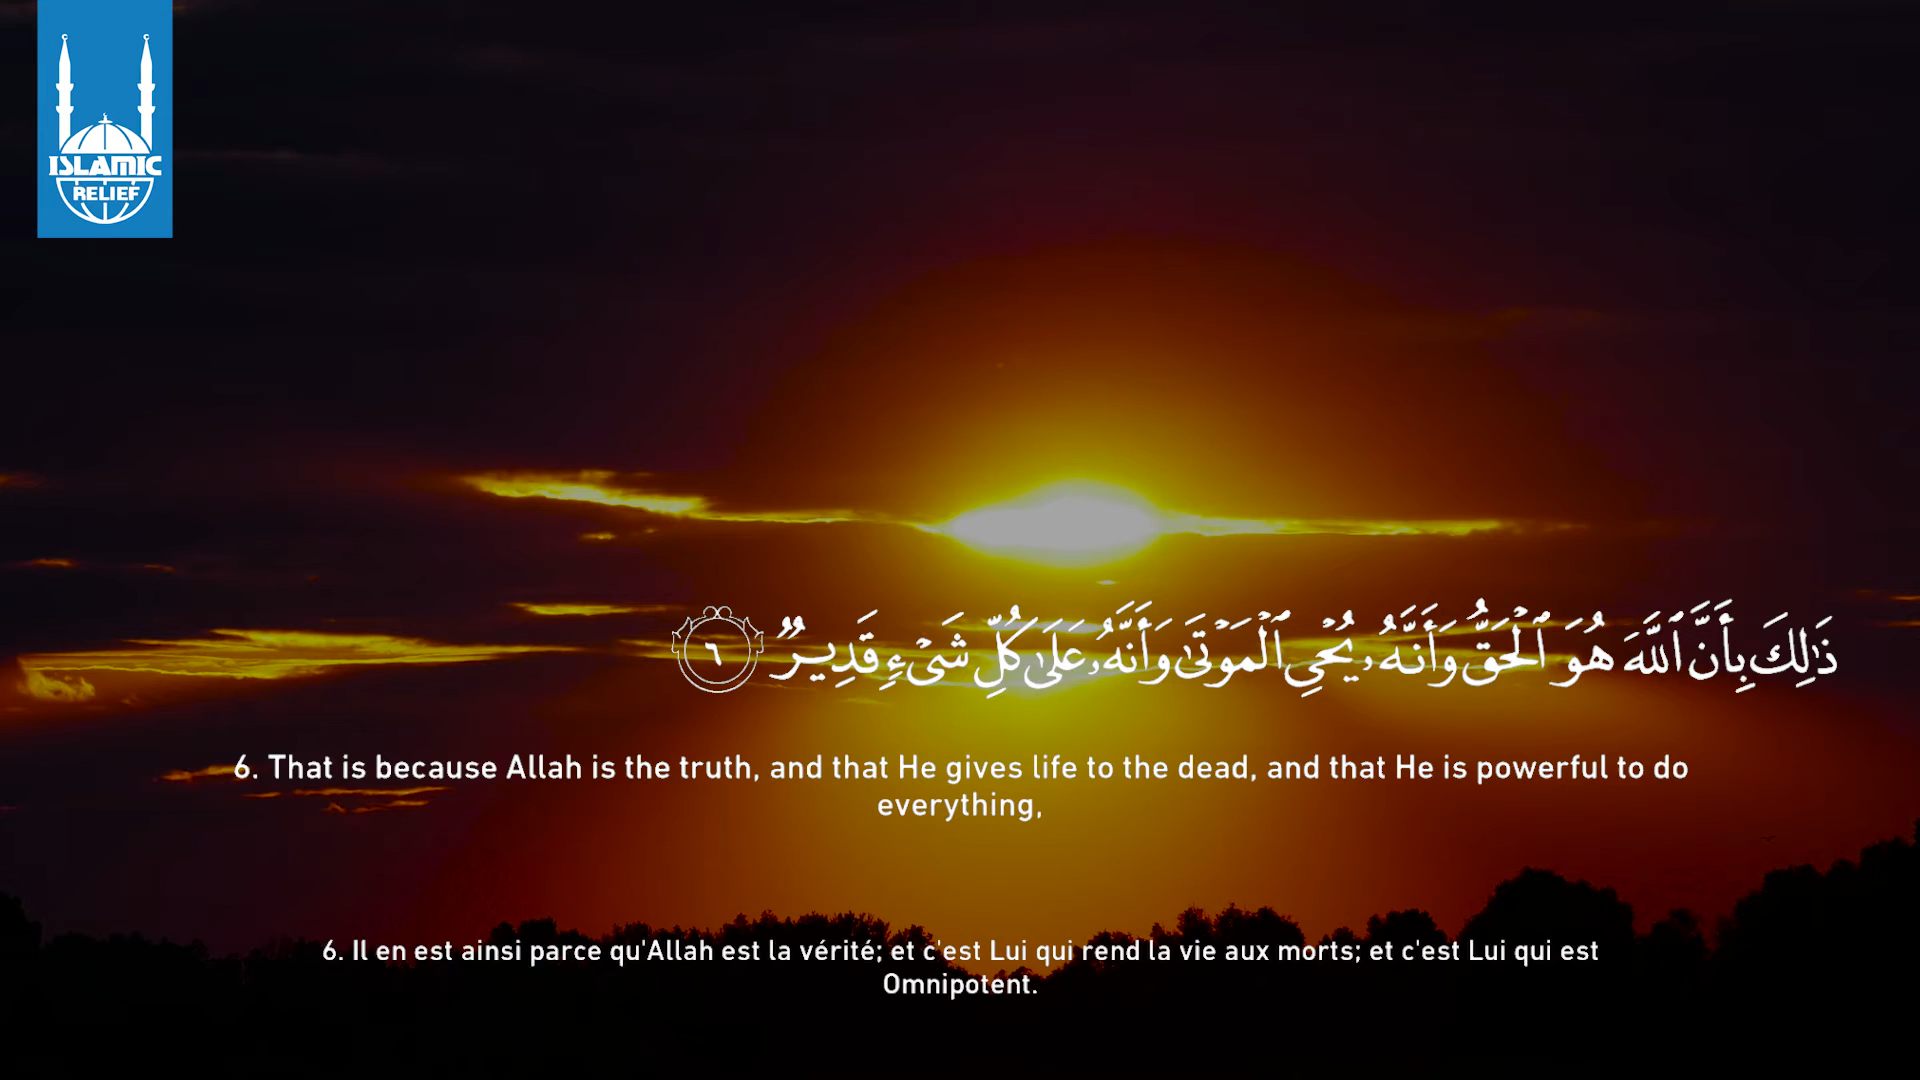 ISLAMIC
RELIEF
ذَٰلِكَ بِأَنَّ ٱللَّهَ هُوَ ٱلْحَقُّ وَأَنَّهُۥ يُحْيِ ٱلْمَوْتَىٰ وَأَنَّهُۥ عَلَىٰ كُلِّ شَىْءٍ قَدِيرٌ ٦
6. That is because Allah is the truth, and that He gives life to the dead, and that He is powerful to do
everything,
6. Il en est ainsi parce qu'Allah est la vérité; et c'est Lui qui rend la vie aux morts; et c'est Lui qui est
Omnipotent.